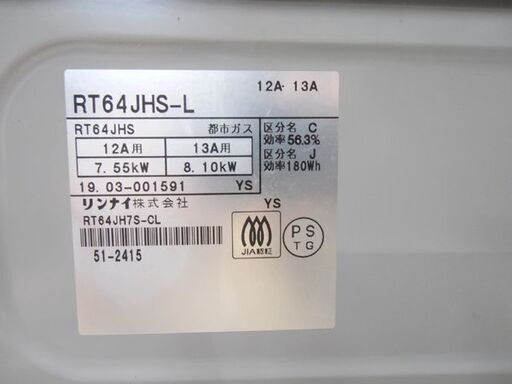 12A・13A
RT64JHS-L
RT64JHS 都市ガス
12A用 13A用
7.55kW 8.10kW
区分名 C
効率56.3%
区分名 J
効率180Wh
19.03-001591 YS
リンナイ株式会社 YS
RT64JH7S-CL
51-2415
JIA認証
PS
TG